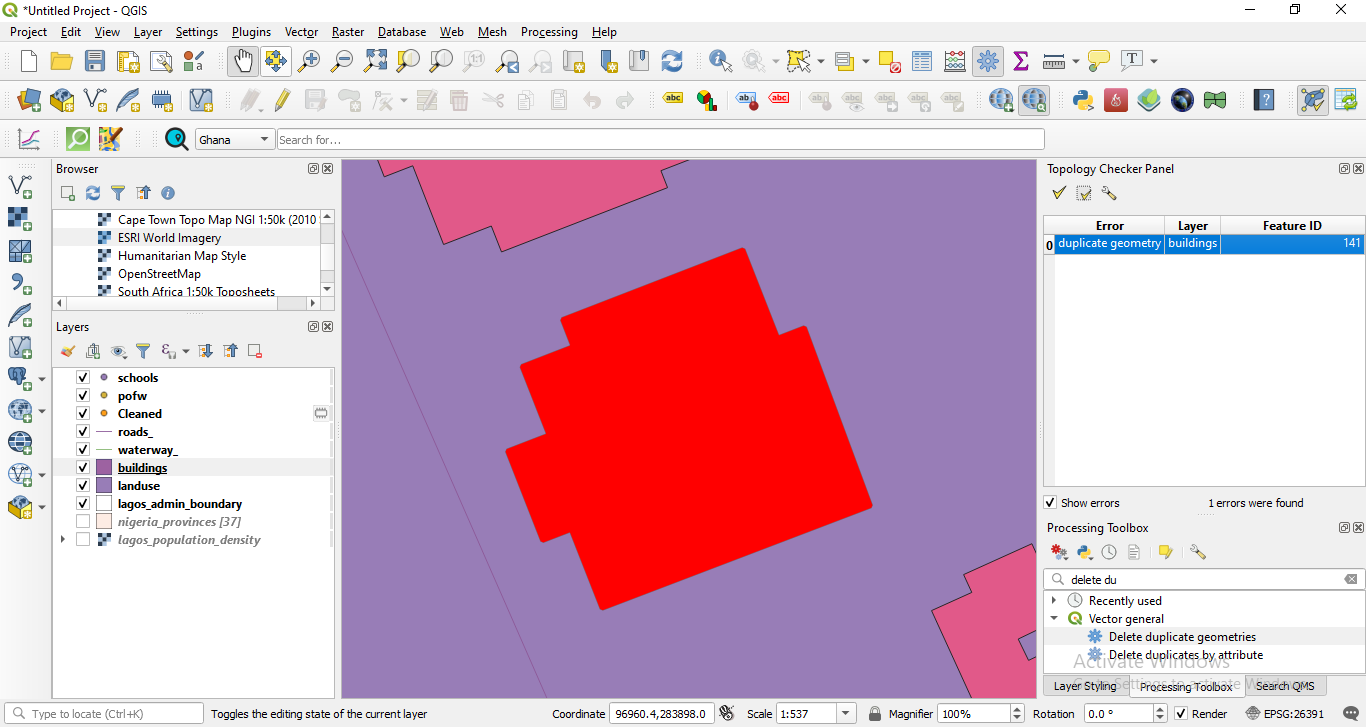 *Untitled Project - QGIS
Project Edit View Layer Settings Plugins Vector Raster Database Web Mesh Processing Help
Ghana Search for...
Browser
Cape Town Topo Map NGI 1:50k (2010
ESRI World Imagery
Humanitarian Map Style
OpenStreetMap
South Africa 1:50k Toposheets
Layers
schools
pofw
Cleaned
roads_
waterway_
buildings
landuse
lagos_admin_boundary
nigeria_provinces [37]
lagos_population_density
Topology Checker Panel
Error Layer Feature ID
0 duplicate geometry buildings 141
Show errors 1 errors were found
Processing Toolbox
delete du
Recently used
Vector general
Delete duplicate geometries
Delete duplicates by attribute
Activate Windows
Go to Settings to activate Windows.
Layer Styling Processing Toolbox Search QMS
Type to locate (Ctrl+K) Toggles the editing state of the current layer Coordinate 96960.4,283898.0 Scale 1:537 Magnifier 100% Rotation 0.0 ° Render EPSG:26391